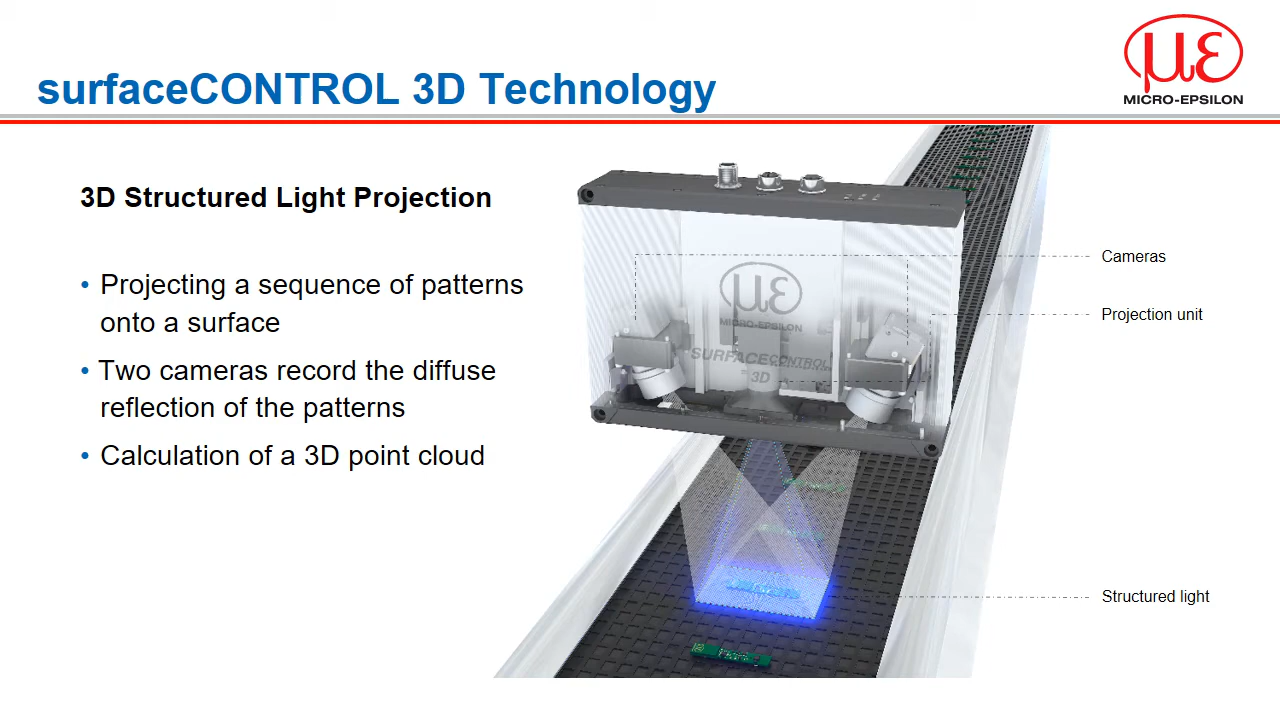 surfaceCONTROL 3D Technology
με
MICRO-EPSILON
3D Structured Light Projection
• Projecting a sequence of patterns
onto a surface
• Two cameras record the diffuse
reflection of the patterns
• Calculation of a 3D point cloud
με
MICRO-EPSILON
SURFACECONTROL
3D
Cameras
Projection unit
Structured light